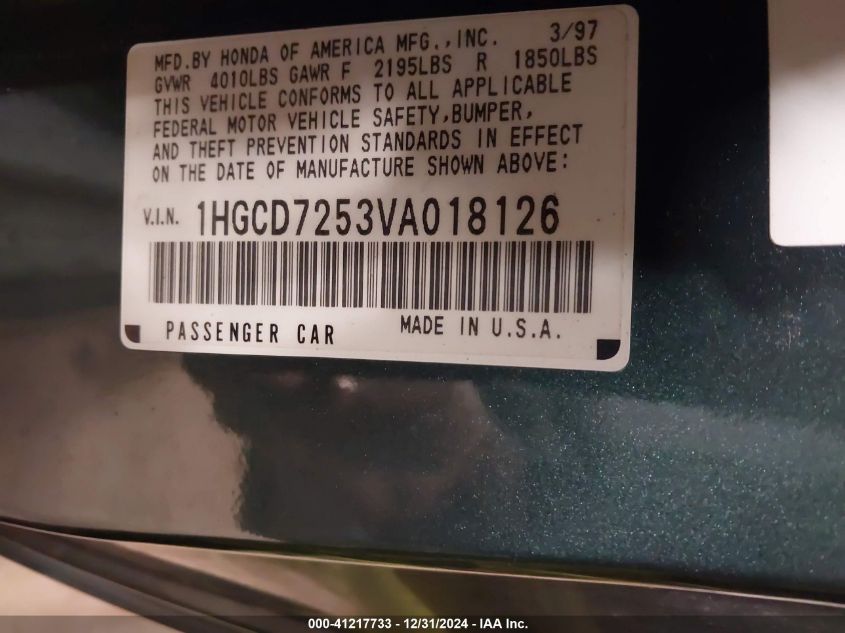 MFD.BY HONDA OF AMERICA MFG.,INC. 3/97
GVWR 4010LBS GAWR F 2195LBS R 1850LBS
THIS VEHICLE CONFORMS TO ALL APPLICABLE
FEDERAL MOTOR VEHICLE SAFETY,BUMPER,
AND THEFT PREVENTION STANDARDS IN EFFECT
ON THE DATE OF MANUFACTURE SHOWN ABOVE:
V.I.N. 1HGCD7253VA018126
PASSENGER CAR MADE IN U.S.A.
000-41217733 - 12/31/2024 - IAA Inc.